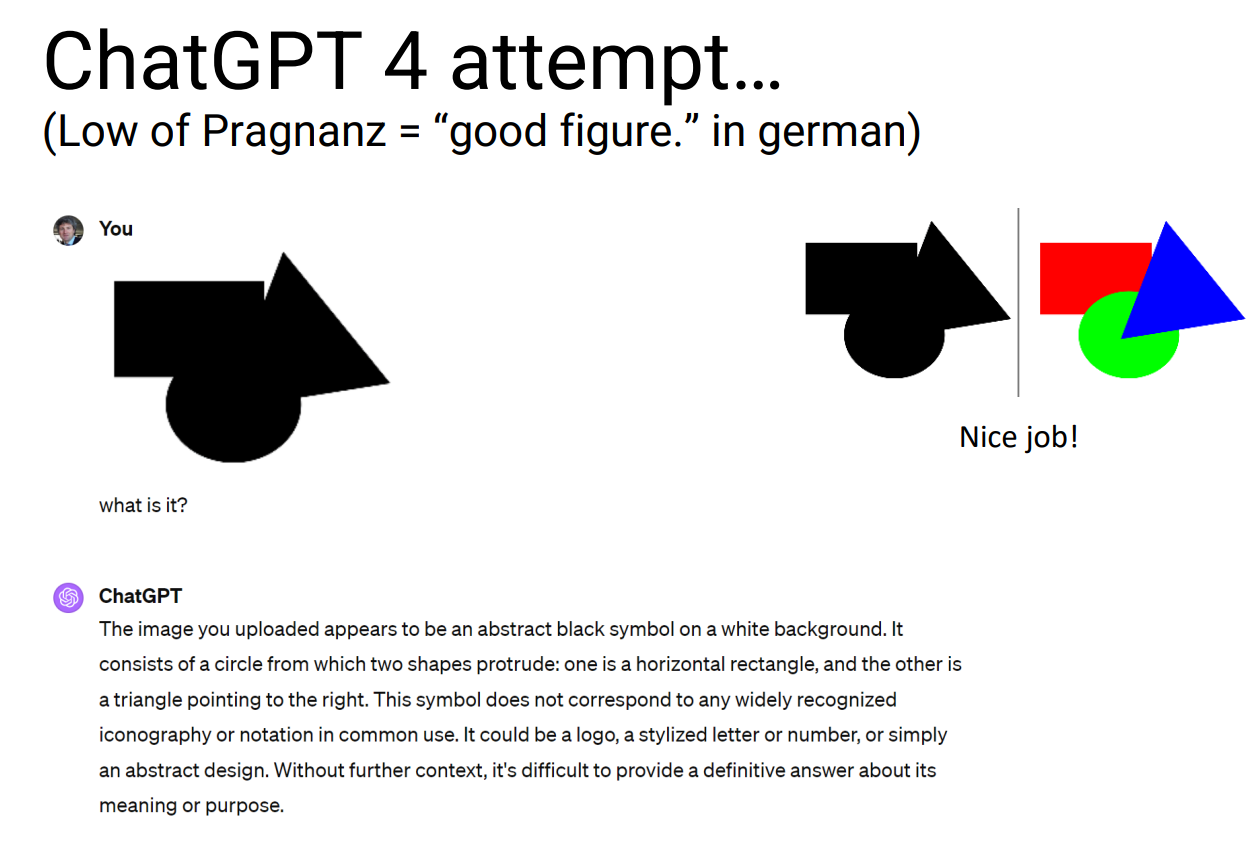 ChatGPT 4 attempt...
(Low of Pragnanz = “good figure.” in german)
You
Nice job!
what is it?
ChatGPT
The image you uploaded appears to be an abstract black symbol on a white background. It
consists of a circle from which two shapes protrude: one is a horizontal rectangle, and the other is
a triangle pointing to the right. This symbol does not correspond to any widely recognized
iconography or notation in common use. It could be a logo, a stylized letter or number, or simply
an abstract design. Without further context, it's difficult to provide a definitive answer about its
meaning or purpose.